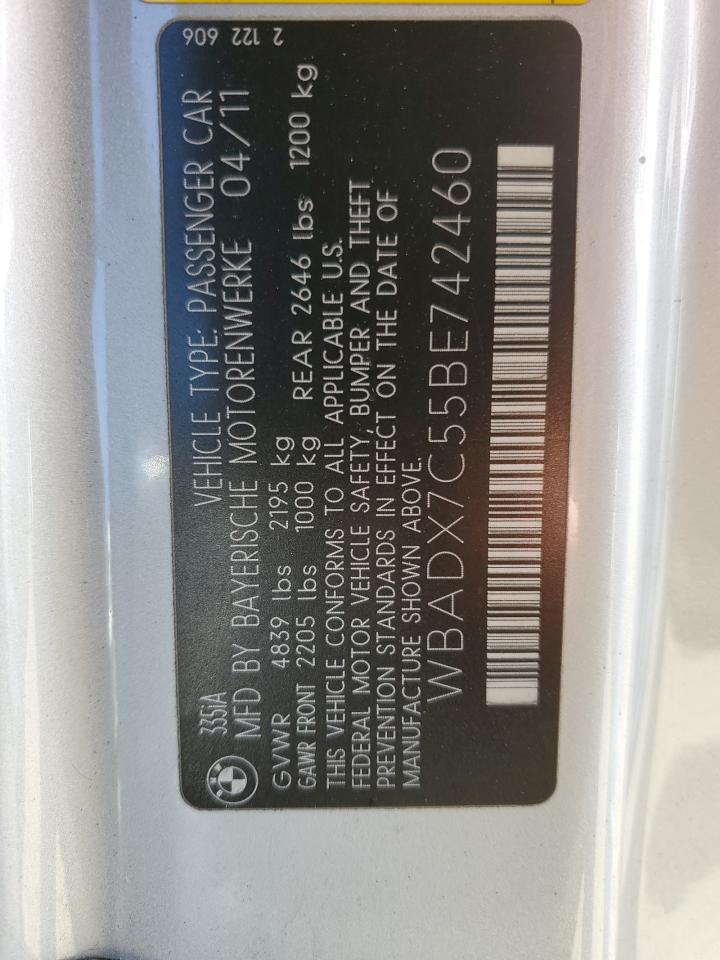 2 122 606
335iA VEHICLE TYPE: PASSENGER CAR
MFD BY BAYERISCHE MOTORENWERKE 04/11
GVWR 4839 lbs 2195 kg
GAWR FRONT 2205 lbs 1000 kg REAR 2646 lbs 1200 kg
THIS VEHICLE CONFORMS TO ALL APPLICABLE U.S.
FEDERAL MOTOR VEHICLE SAFETY, BUMPER AND THEFT
PREVENTION STANDARDS IN EFFECT ON THE DATE OF
MANUFACTURE SHOWN ABOVE.
WBADX7C55BE742460
BMW